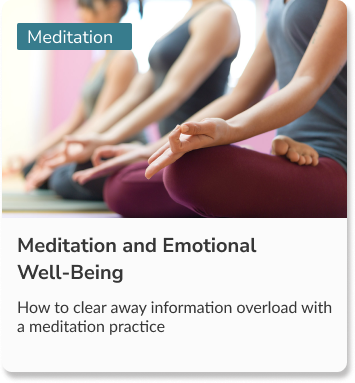 Meditation
Meditation and Emotional
Well-Being
How to clear away information overload with
a meditation practice